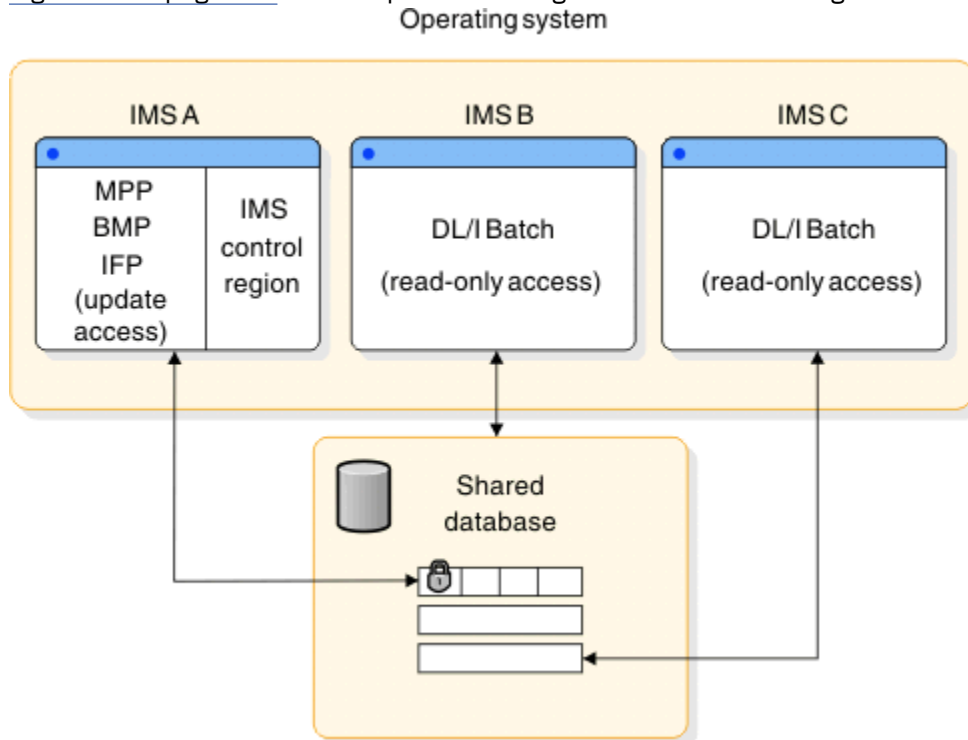 Operating system
IMS A
IMS B
IMS C
MPP
BMP
IFP
(update
access)
IMS
control
region
DL/I Batch
(read-only access)
DL/I Batch
(read-only access)
Shared
database
1